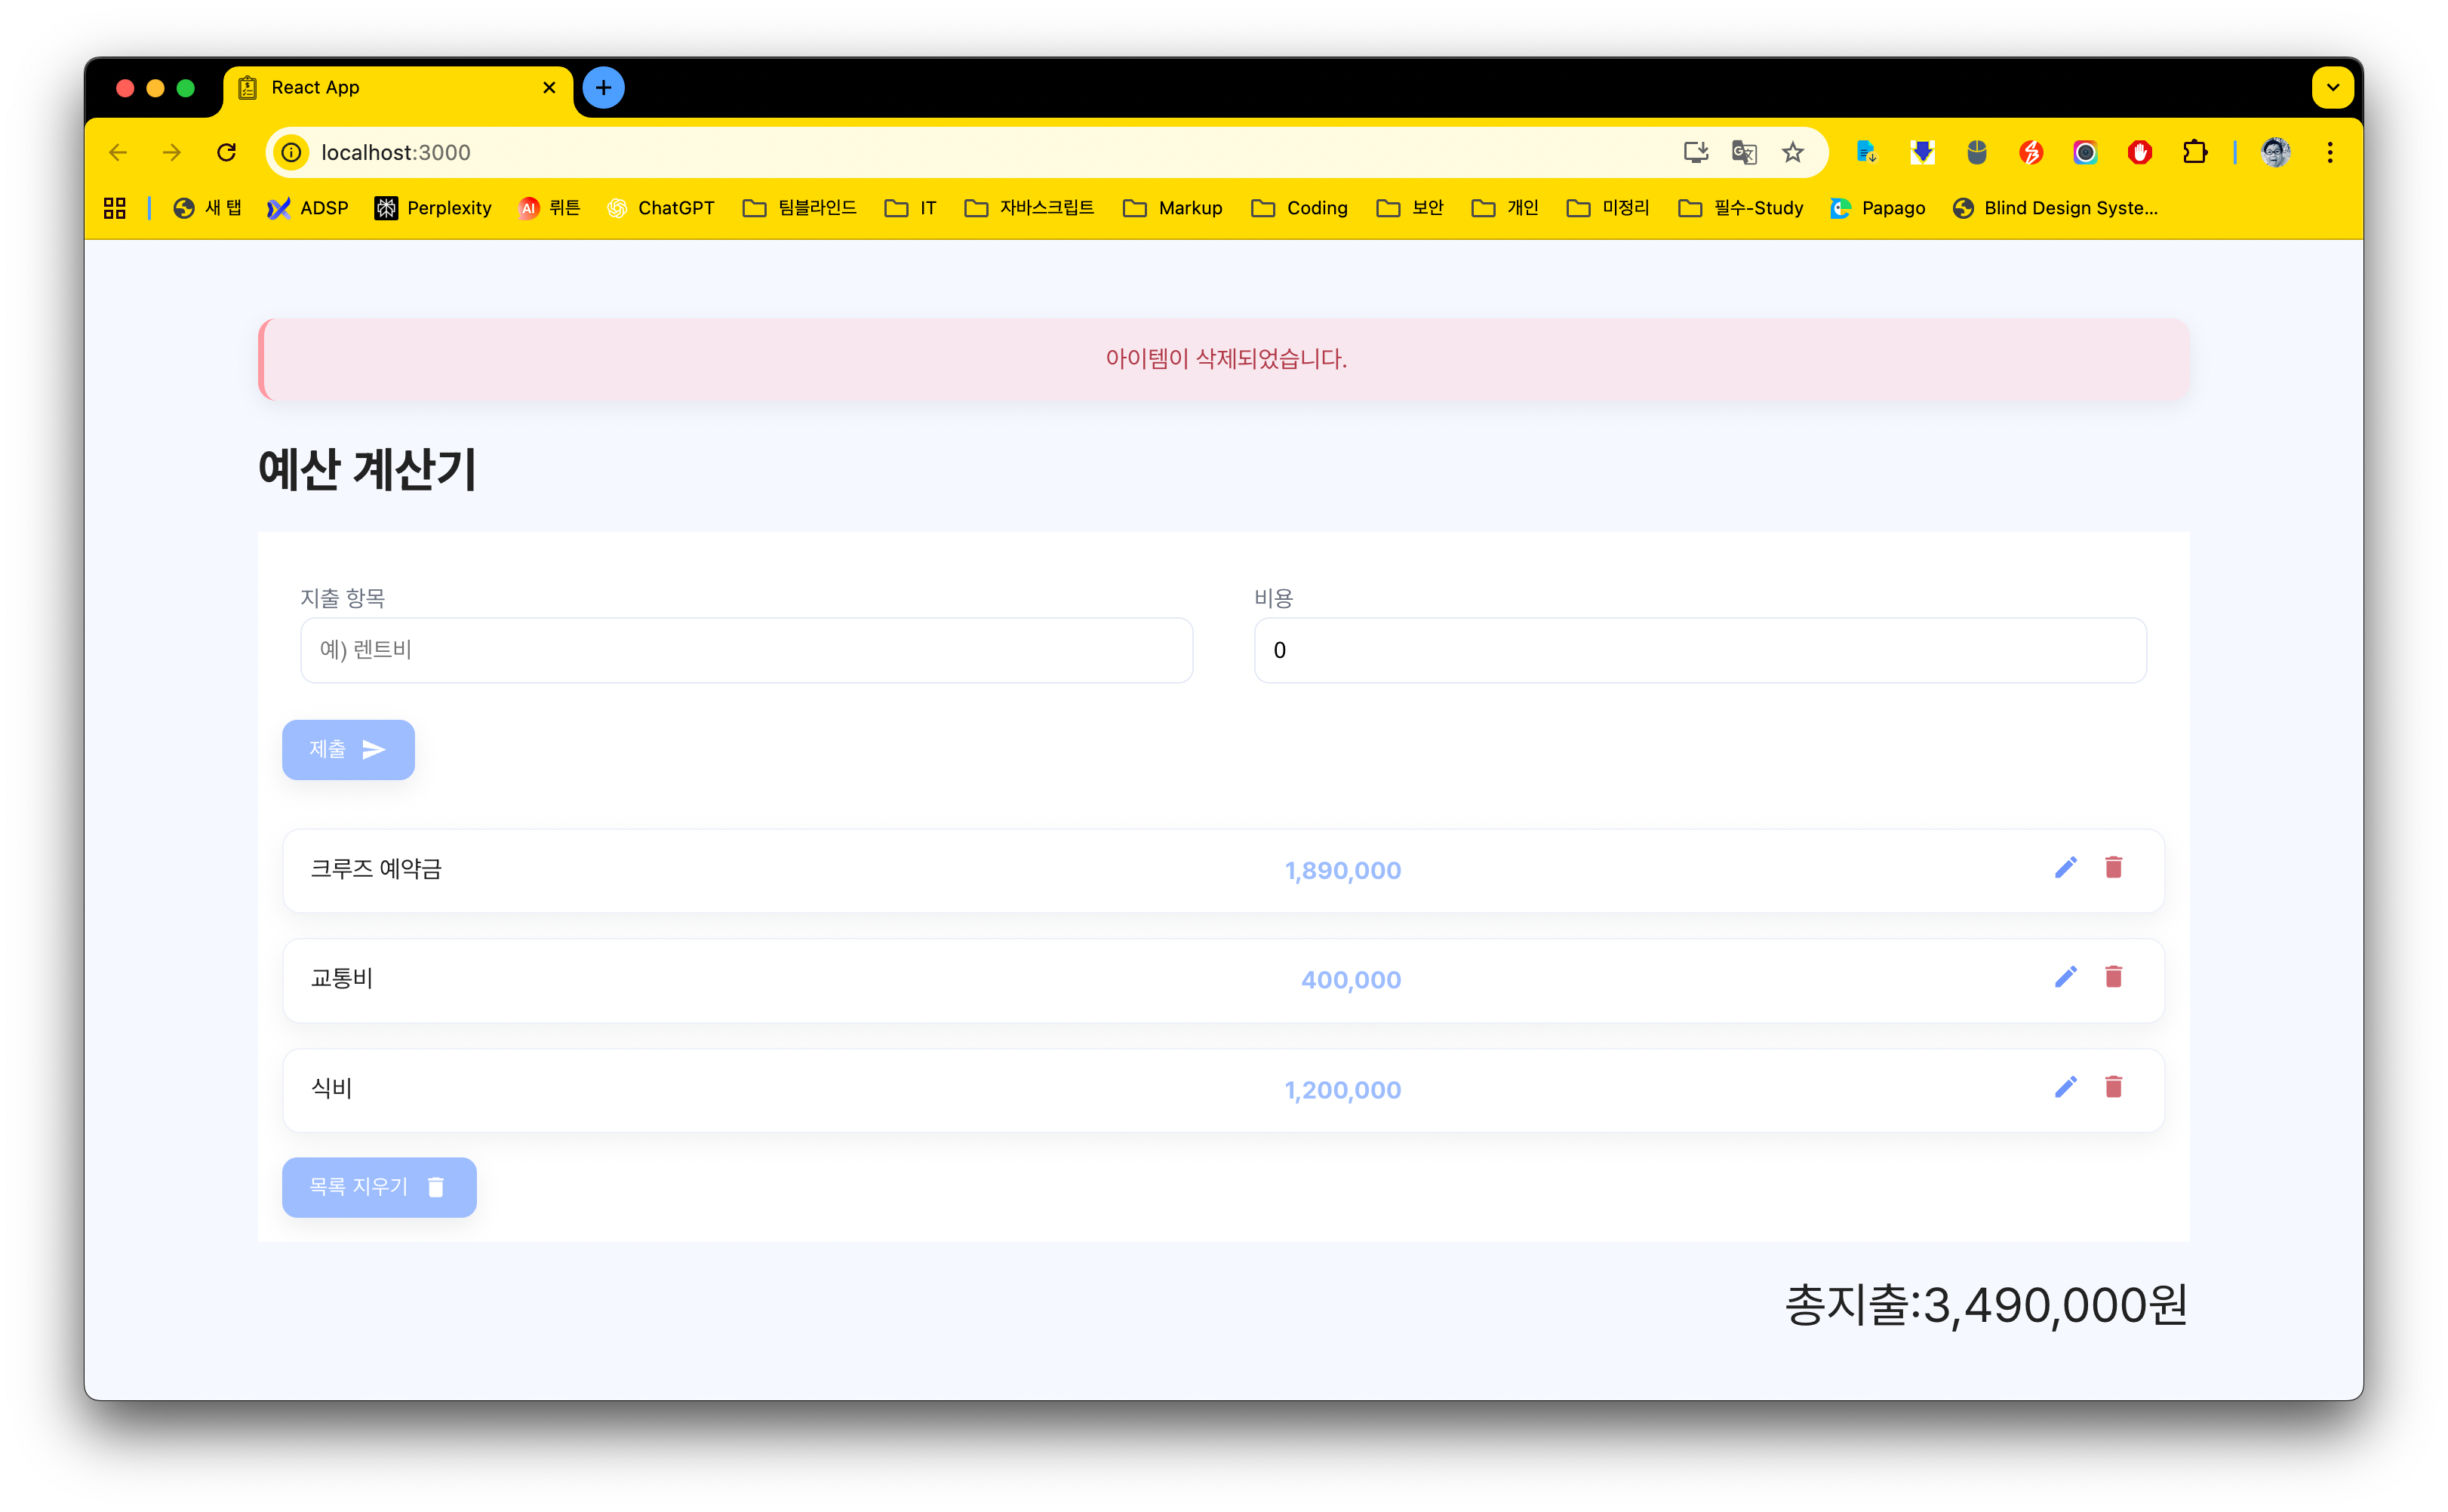 React App
localhost:3000
새 탭 ADSP Perplexity 뤼튼 ChatGPT 팀블라인드 IT 자바스크립트 Markup Coding 보안 개인 미정리 필수-Study Papago Blind Design Syste...
아이템이 삭제되었습니다.
예산 계산기
지출 항목 비용
예) 렌트비 0
제출
크루즈 예약금 1,890,000
교통비 400,000
식비 1,200,000
목록 지우기
총지출:3,490,000원